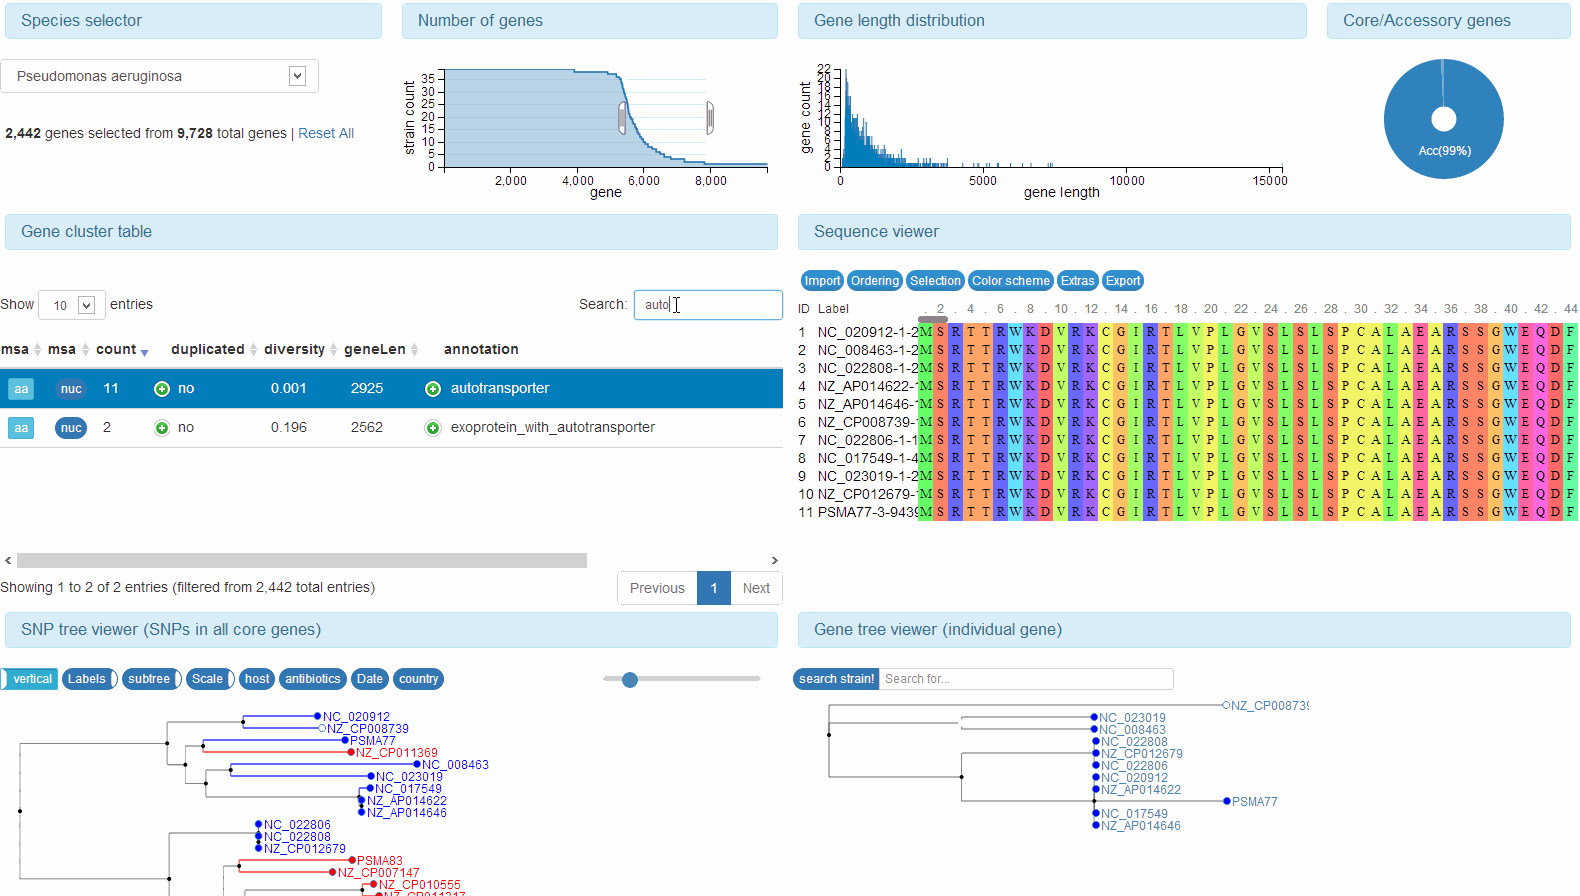 Species selector
Number of genes
Gene length distribution
Core/Accessory genes
Pseudomonas aeruginosa
2,442 genes selected from 9,728 total genes | Reset All
strain count
35
30
25
20
15
10
5
0
2,000
4,000
6,000
8,000
gene
gene count
22
20
18
16
14
12
10
8
6
4
2
0
0
5000
10000
15000
gene length
Acc(99%)
Gene cluster table
Sequence viewer
Show 10 entries
Search: auto
msa msa count duplicated diversity geneLen annotation
aa nuc 11 no 0.001 2925 autotransporter
aa nuc 2 no 0.196 2562 exoprotein_with_autotransporter
Showing 1 to 2 of 2 entries (filtered from 2,442 total entries)
Previous 1 Next
Import Ordering Selection Color scheme Extras Export
ID Label . 2 . 4 . 6 . 8 . 10 . 12 . 14 . 16 . 18 . 20 . 22 . 24 . 26 . 28 . 30 . 32 . 34 . 36 . 38 . 40 . 42 . 44
1 NC_020912-1-2 M S R T T R W K D V R K C G I R T L V P L G V S L S L S P C A L A E A R S S G W E Q D F
2 NC_008463-1-2 M S R T T R W K D V R K C G I R T L V P L G V S L S L S P C A L A E A R S S G W E Q D F
3 NC_022808-1-2 M S R T T R W K D V R K C G I R T L V P L G V S L S L S P C A L A E A R S S G W E Q D F
4 NZ_AP014622-1 M S R T T R W K D V R K C G I R T L V P L G V S L S L S P C A L A E A R S S G W E Q D F
5 NZ_AP014646-1 M S R T T R W K D V R K C G I R T L V P L G V S L S L S P C A L A E A R S S G W E Q D F
6 NZ_CP008739-1 M S R T T R W K D V R K C G I R T L V P L G V S L S L S P C A L A E A R S S G W E Q D F
7 NC_022806-1-1 M S R T T R W K D V R K C G I R T L V P L G V S L S L S P C A L A E A R S S G W E Q D F
8 NC_017549-1-4 M S R T T R W K D V R K C G I R T L V P L G V S L S L S P C A L A E A R S S G W E Q D F
9 NC_023019-1-2 M S R T T R W K D V R K C G I R T L V P L G V S L S L S P C A L A E A R S S G W E Q D F
10 NZ_CP012679-1 M S R T T R W K D V R K C G I R T L V P L G V S L S L S P C A L A E A R S S G W E Q D F
11 PSMA77-3-9439 M S R T T R W K D V R K C G I R T L V P L G V S L S L S P C A L A E A R S S G W E Q D F
SNP tree viewer (SNPs in all core genes)
Gene tree viewer (individual gene)
vertical Labels subtree Scale host antibiotics Date country
NC_020912
NZ_CP008739
PSMA77
NZ_CP011369
NC_008463
NC_023019
NC_017549
NZ_AP014622
NZ_AP014646
NC_022806
NC_022808
NZ_CP012679
PSMA83
NZ_CP007147
NZ_CP010555
search strain! Search for...
NZ_CP008739
NC_023019
NC_008463
NC_022808
NZ_CP012679
NC_022806
NC_020912
NZ_AP014622
PSMA77
NC_017549
NZ_AP014646